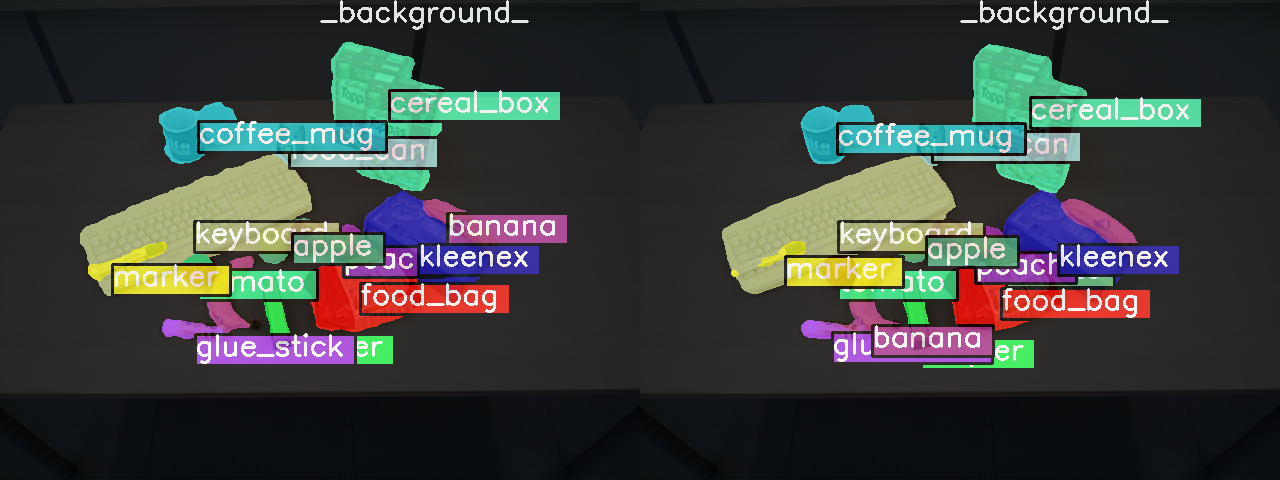 _background_
cereal_box
coffee_mug
keyboard
apple
banana
kleenex
marker
food_bag
glue_stick
_background_
cereal_box
coffee_mug
keyboard
apple
kleenex
marker
peach
food_bag
banana